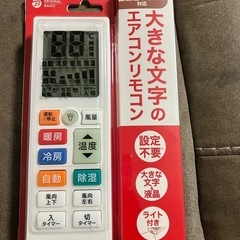 ORIGINAL
BASIC
対応
大きな文字の
エアコンリモコン
設定
不要
大きな
文字
液晶
ライト
付き
88
℃
運転
停止
風量
暖房
冷房
温度
自動
除湿
風向
上下
風向
左右
入
タイマー
切
タイマー